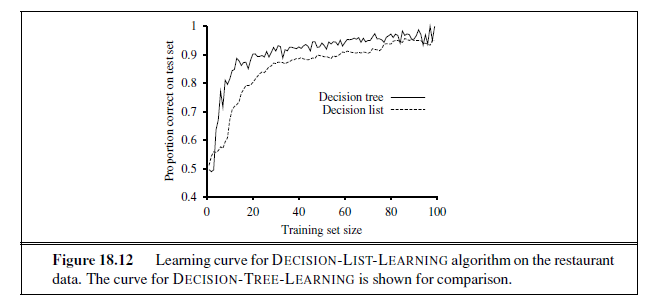 1
0.9
0.8
0.7
0.6
0.5
0.4
Proportion correct on test set
Decision tree
Decision list
0 20 40 60 80 100
Training set size
Figure 18.12 Learning curve for DECISION-LIST-LEARNING algorithm on the restaurant
data. The curve for DECISION-TREE-LEARNING is shown for comparison.